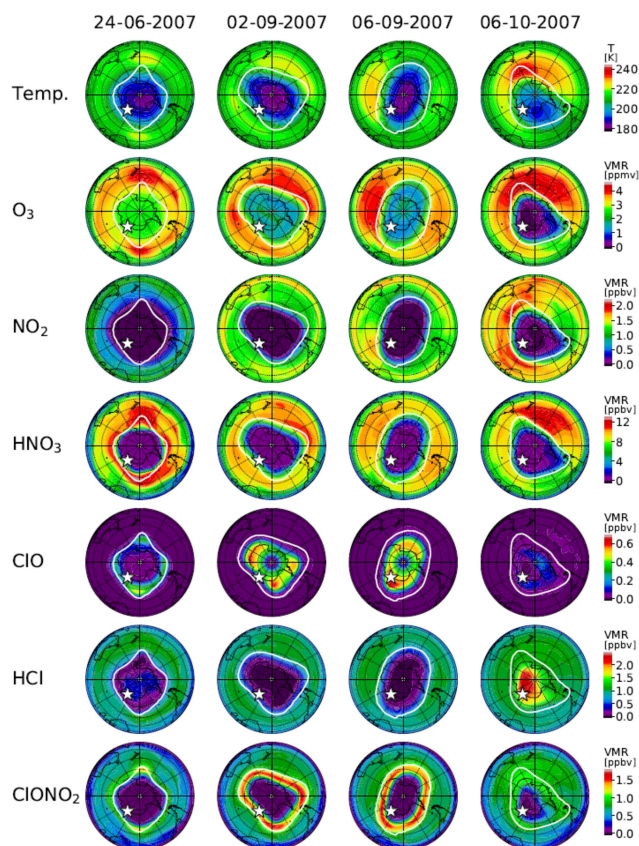 24-06-2007 02-09-2007 06-09-2007 06-10-2007
Temp.
T
[K]
240
220
200
180
O₃
VMR
[ppmv]
4
3
2
1
0
NO₂
VMR
[ppbv]
2.0
1.5
1.0
0.5
0.0
HNO₃
VMR
[ppbv]
12
8
4
0
ClO
VMR
[ppbv]
0.6
0.4
0.2
0.0
HCl
VMR
[ppbv]
2.0
1.5
1.0
0.5
0.0
ClONO₂
VMR
[ppbv]
1.5
1.0
0.5
0.0